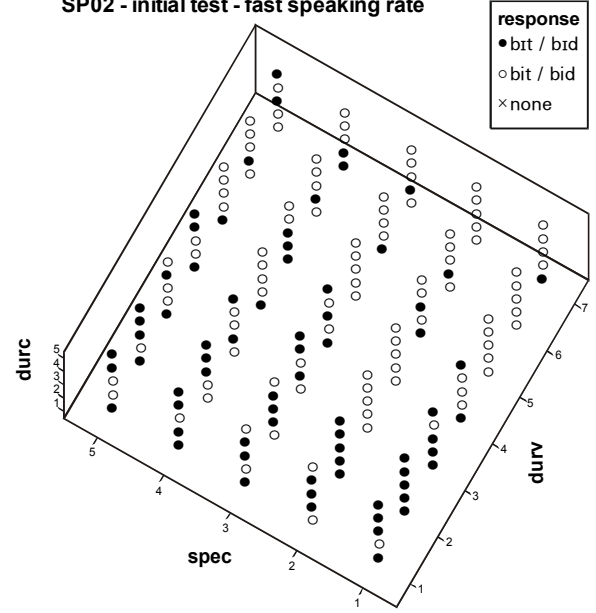 SP02 - initial test - fast speaking rate
response
bɪt / bɪd
bit / bid
×none
durc
5
4
3
2
1
5
4
3
2
1
spec
7
6
5
4
3
2
1
durv